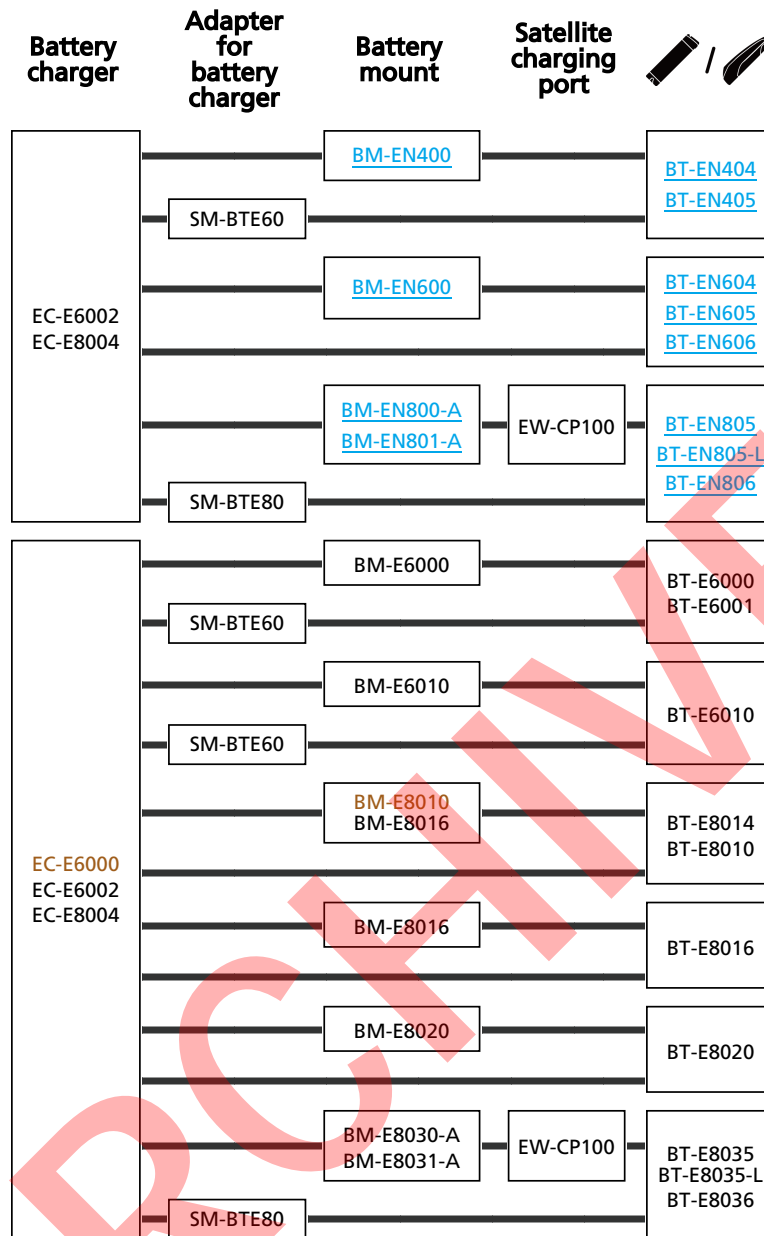 Battery charger
Adapter for battery charger
Battery mount
Satellite charging port
/
EC-E6002
EC-E8004
BM-EN400
SM-BTE60
BT-EN404
BT-EN405
BM-EN600
BT-EN604
BT-EN605
BT-EN606
BM-EN800-A
BM-EN801-A
EW-CP100
SM-BTE80
BT-EN805
BT-EN805-L
BT-EN806
EC-E6000
EC-E6002
EC-E8004
BM-E6000
SM-BTE60
BT-E6000
BT-E6001
BM-E6010
SM-BTE60
BT-E6010
BM-E8010
BM-E8016
BT-E8014
BT-E8010
BM-E8016
BT-E8016
BM-E8020
BT-E8020
BM-E8030-A
BM-E8031-A
EW-CP100
SM-BTE80
BT-E8035
BT-E8035-L
BT-E8036
RCHIVE